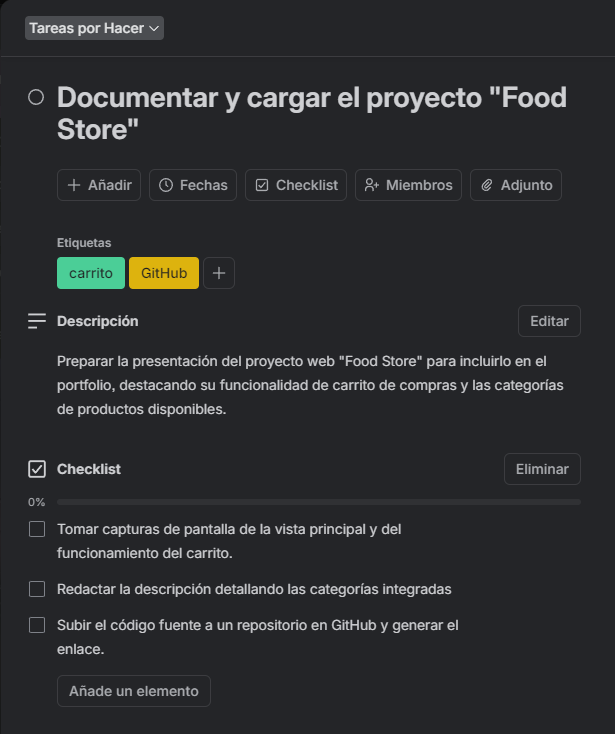 Tareas por Hacer
Documentar y cargar el proyecto "Food
Store"
Añadir
Fechas
Checklist
Miembros
Adjunto
Etiquetas
carrito
GitHub
Descripción
Editar
Preparar la presentación del proyecto web "Food Store" para incluirlo en el
portfolio, destacando su funcionalidad de carrito de compras y las categorías
de productos disponibles.
Checklist
Eliminar
0%
Tomar capturas de pantalla de la vista principal y del
funcionamiento del carrito.
Redactar la descripción detallando las categorías integradas
Subir el código fuente a un repositorio en GitHub y generar el
enlace.
Añade un elemento